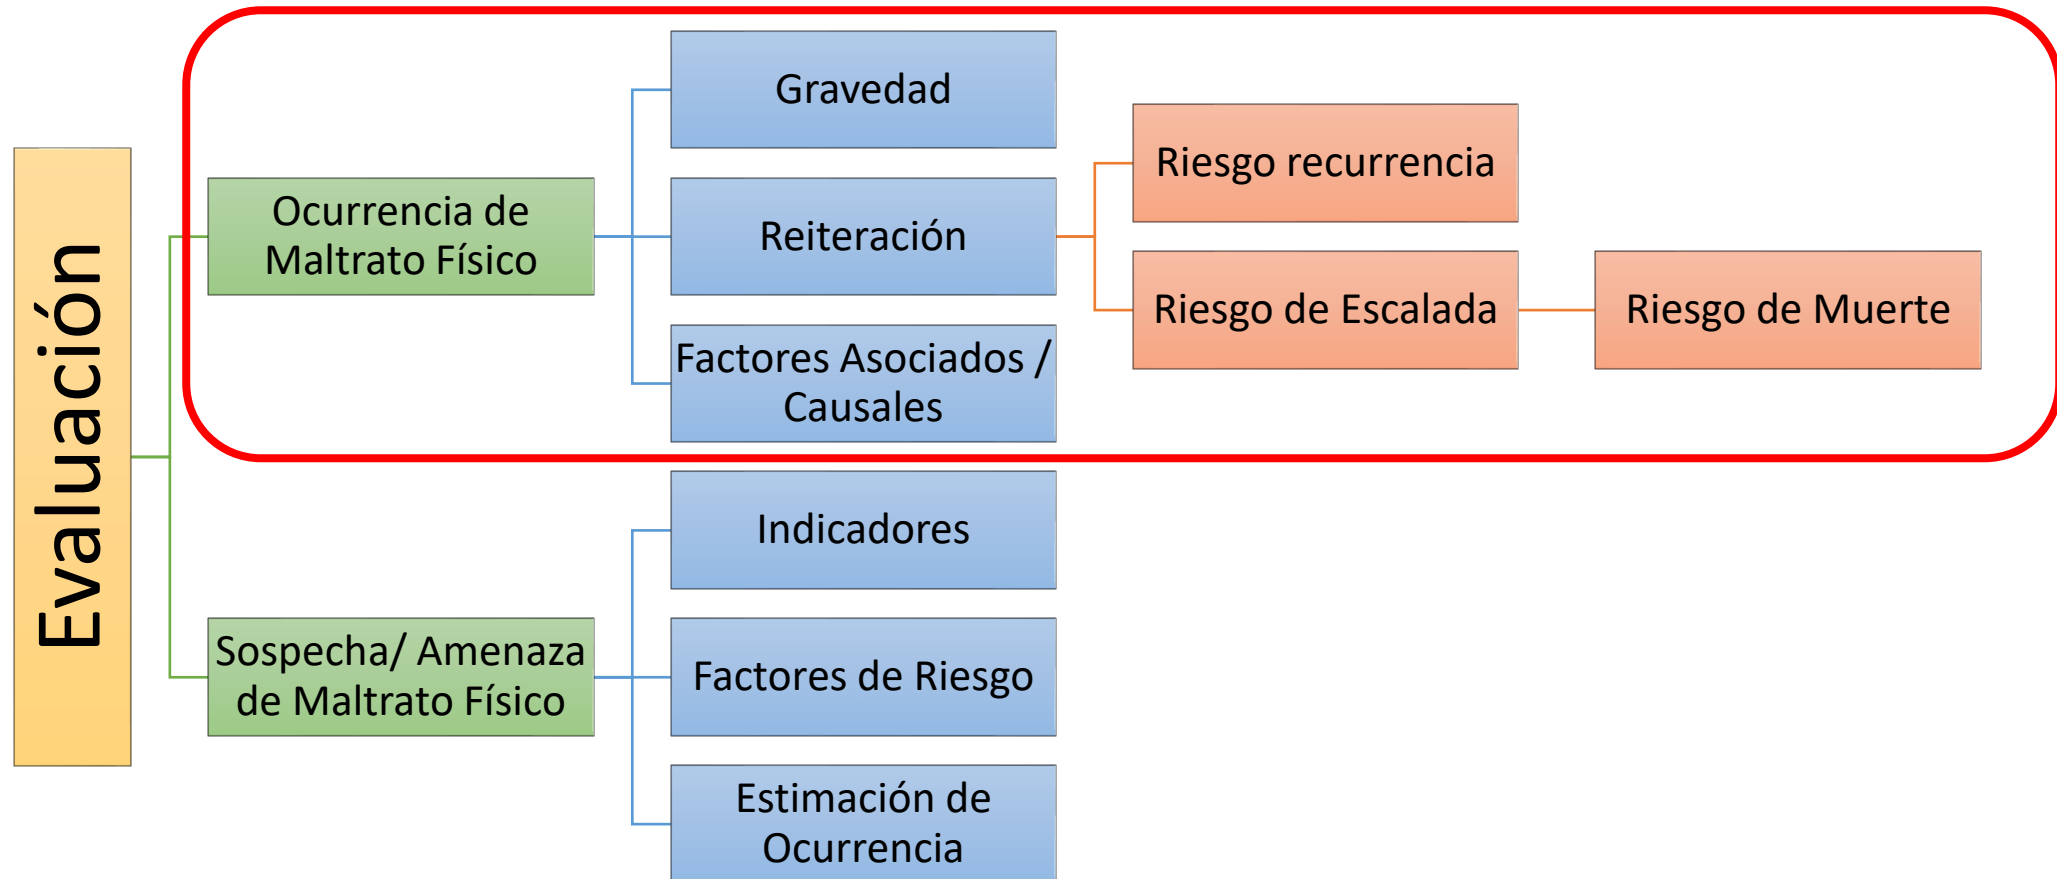 Evaluación
Ocurrencia de
Maltrato Físico
Gravedad
Reiteración
Riesgo recurrencia
Riesgo de Escalada
Riesgo de Muerte
Factores Asociados /
Causales
Sospecha/ Amenaza
de Maltrato Físico
Indicadores
Factores de Riesgo
Estimación de
Ocurrencia